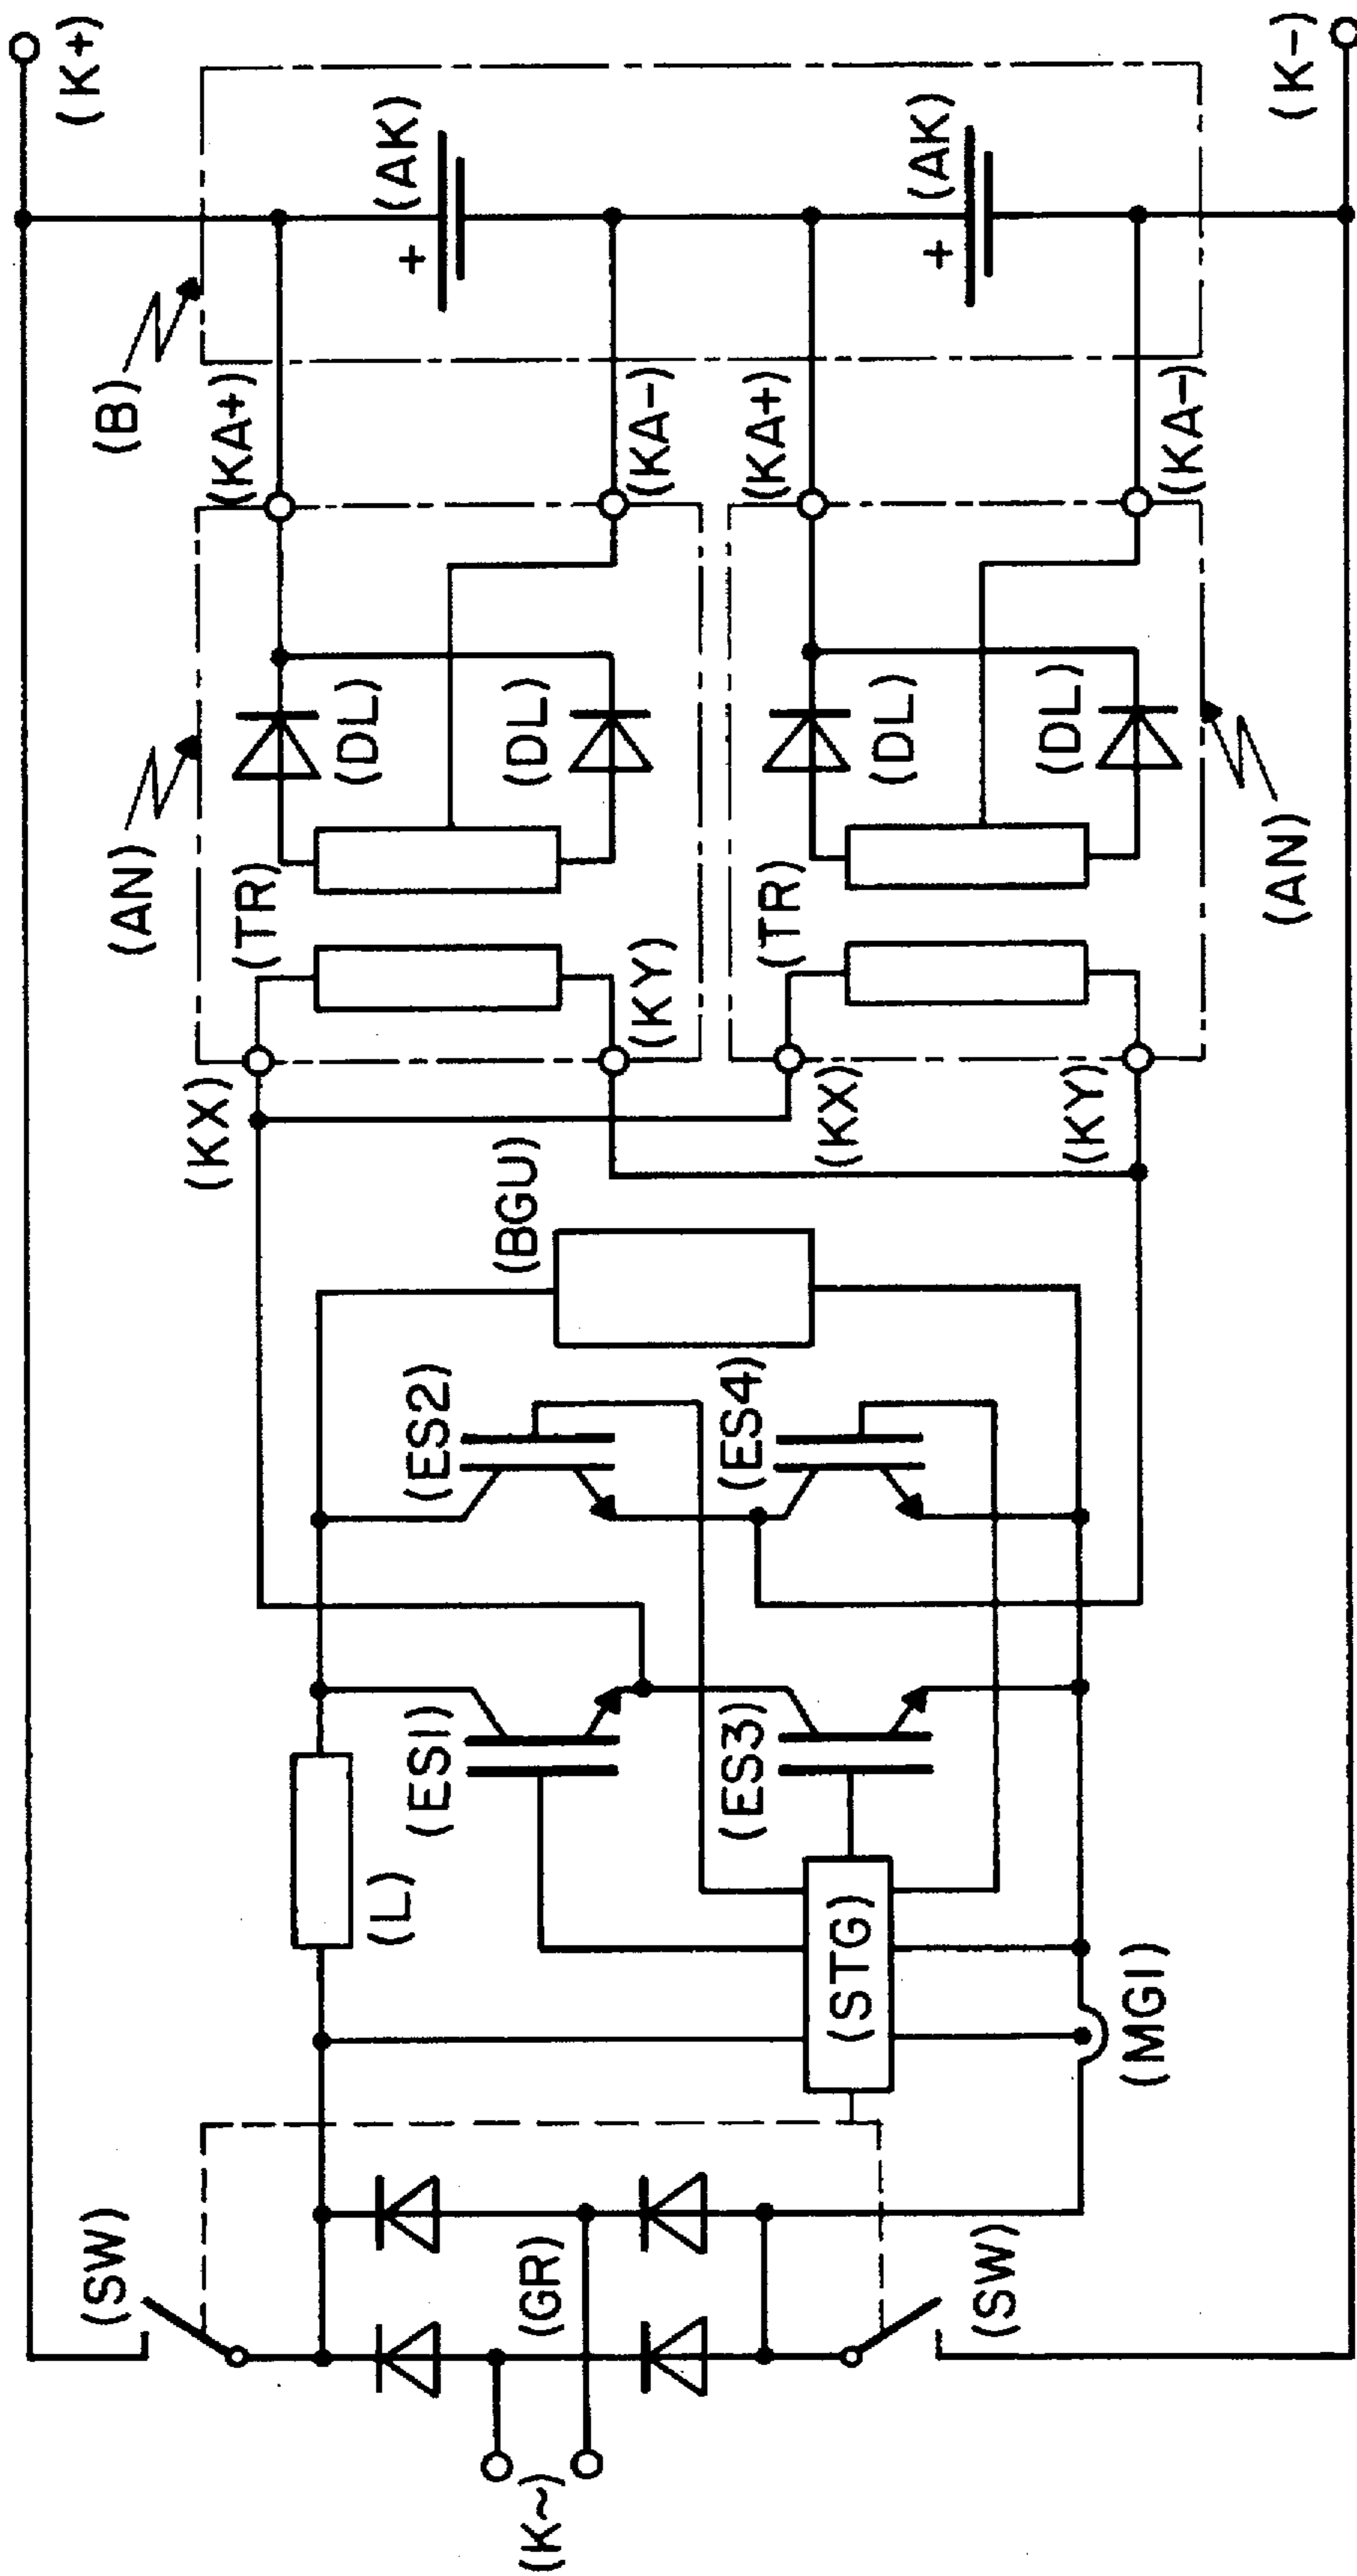 (K+)
(K-)
(AK)
+
(AK)
+
(B)
(KA+)
(KA-)
(KA+)
(KA-)
(AN)
(DL)
(DL)
(DL)
(DL)
(AN)
(TR)
(TR)
(KX)
(KY)
(KX)
(KY)
(BGU)
(ES2)
(ES4)
(ES1)
(ES3)
(L)
(STG)
(MG1)
(SW)
(GR)
(SW)
(K~)